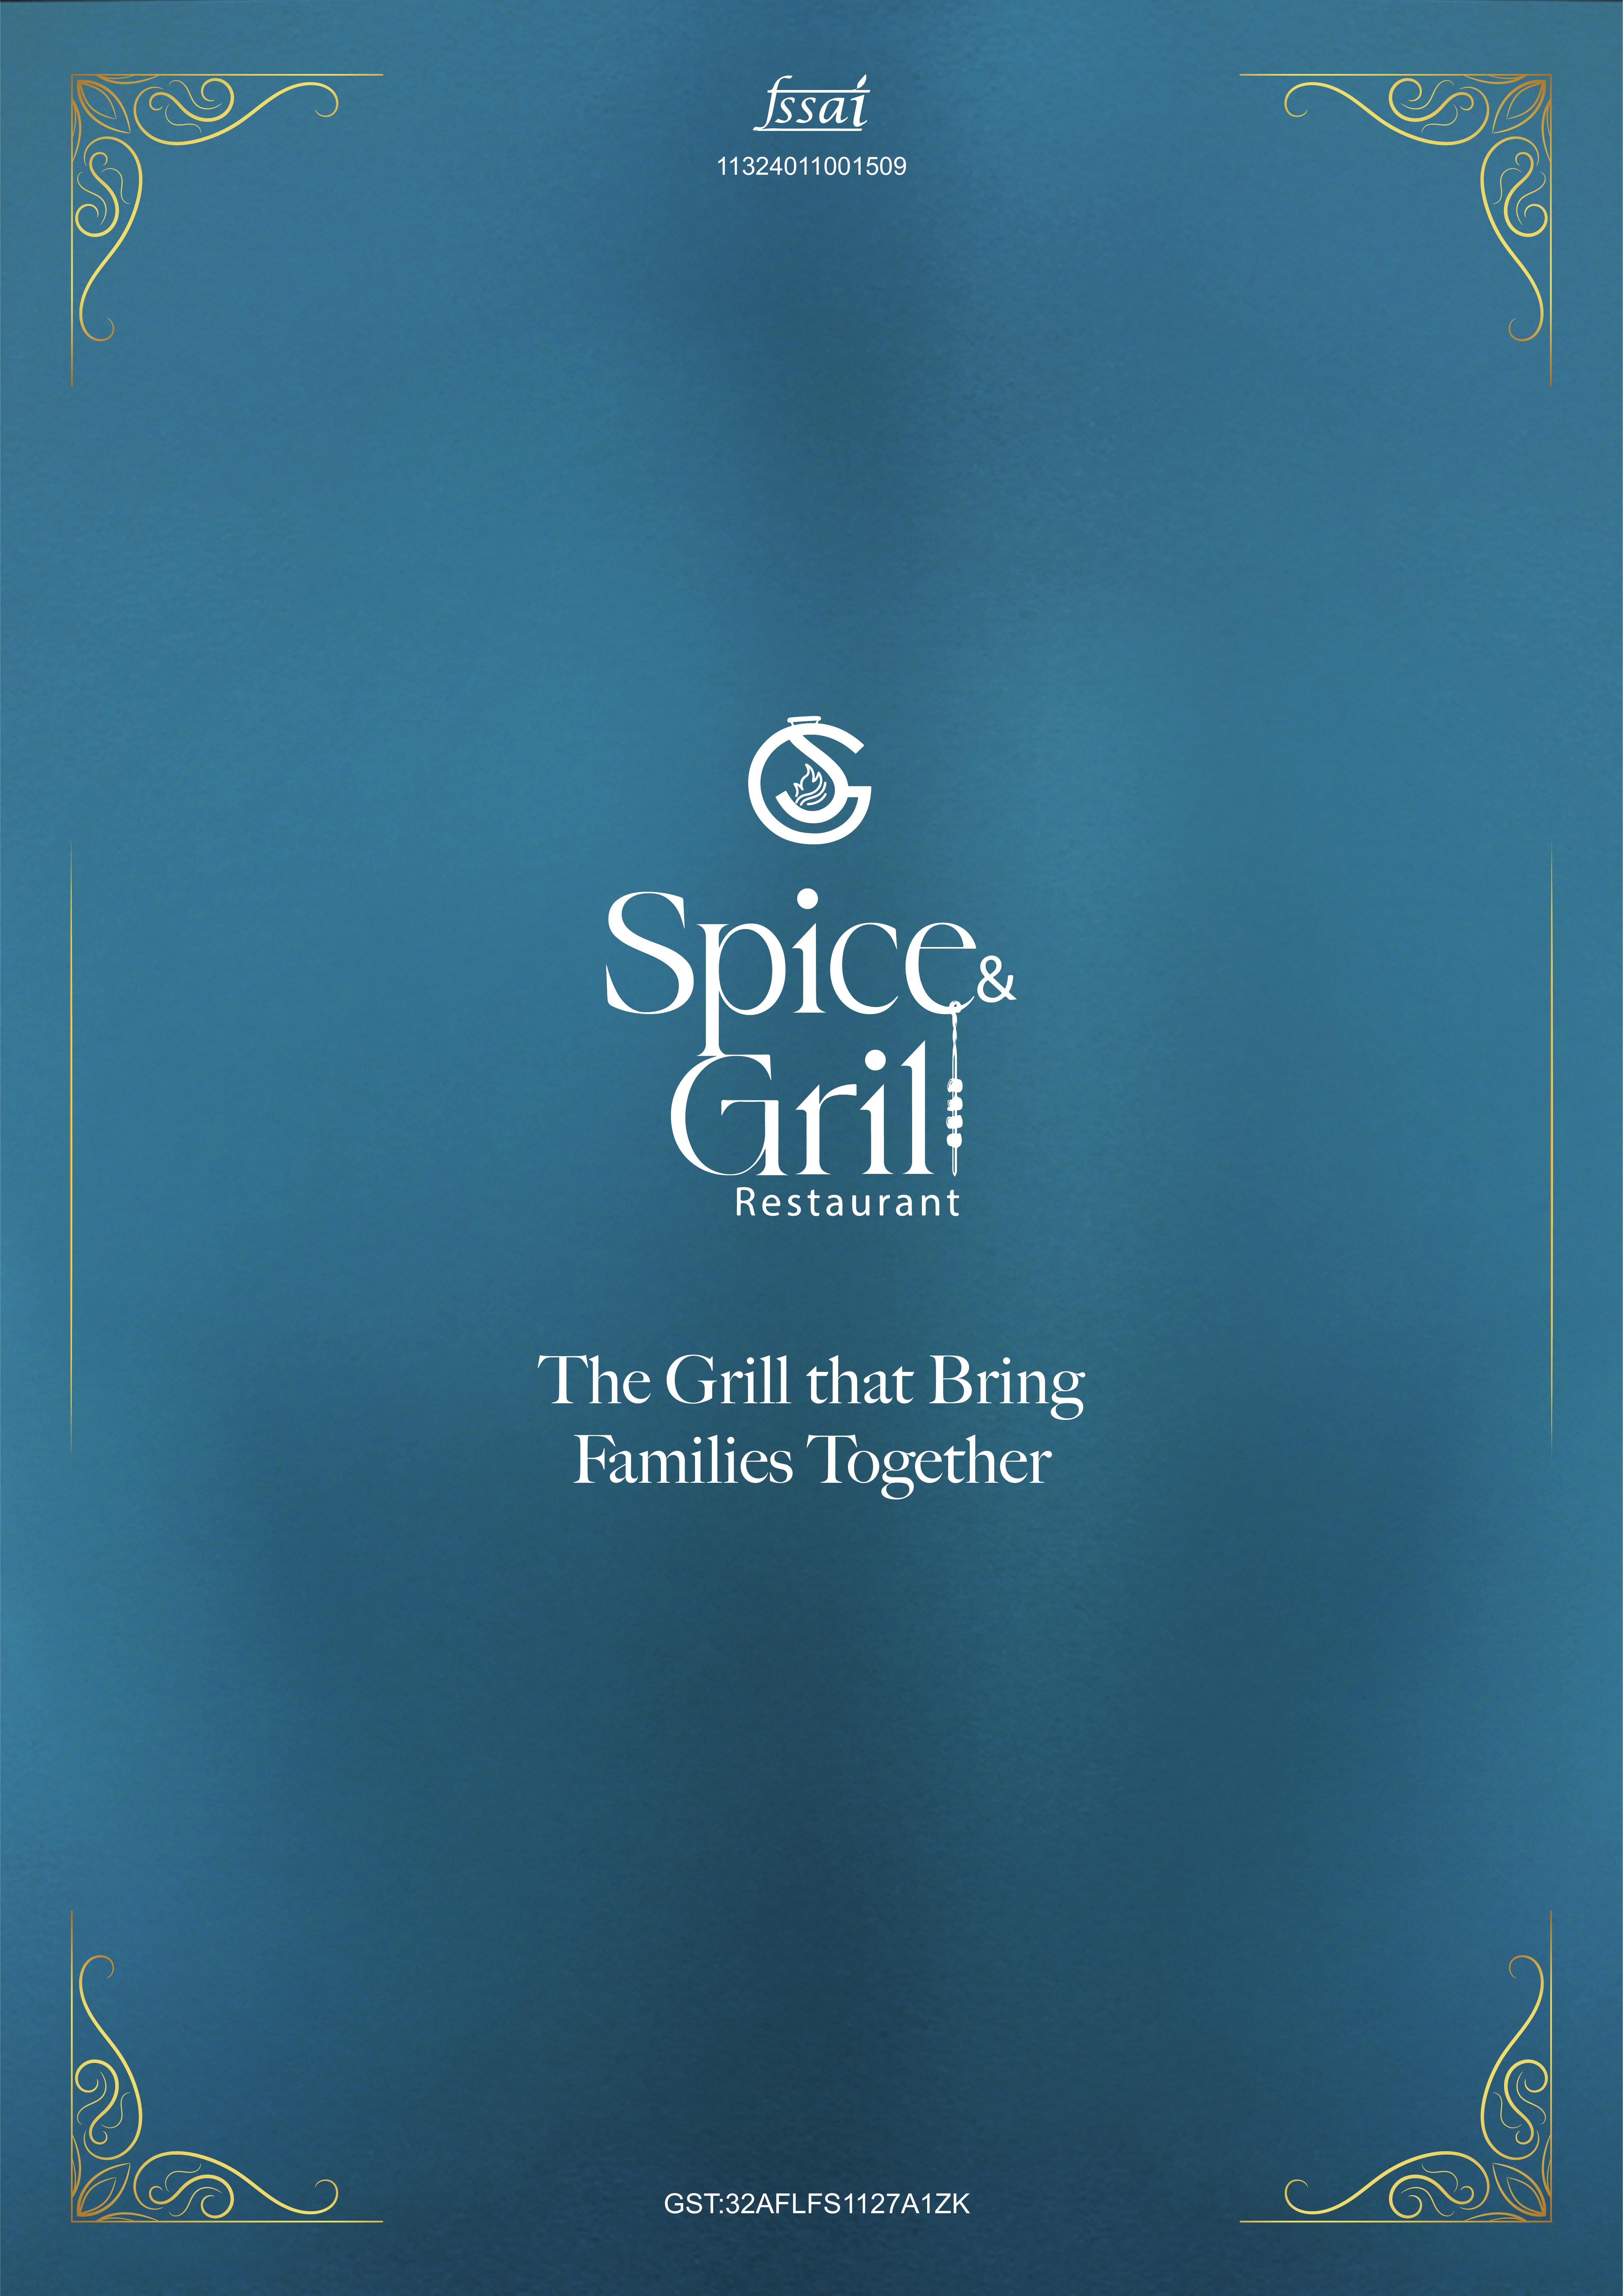 fssai
11324011001509
Spice &
Grill
Restaurant
The Grill that Bring
Families Together
GST:32AFLFS1127A1ZK